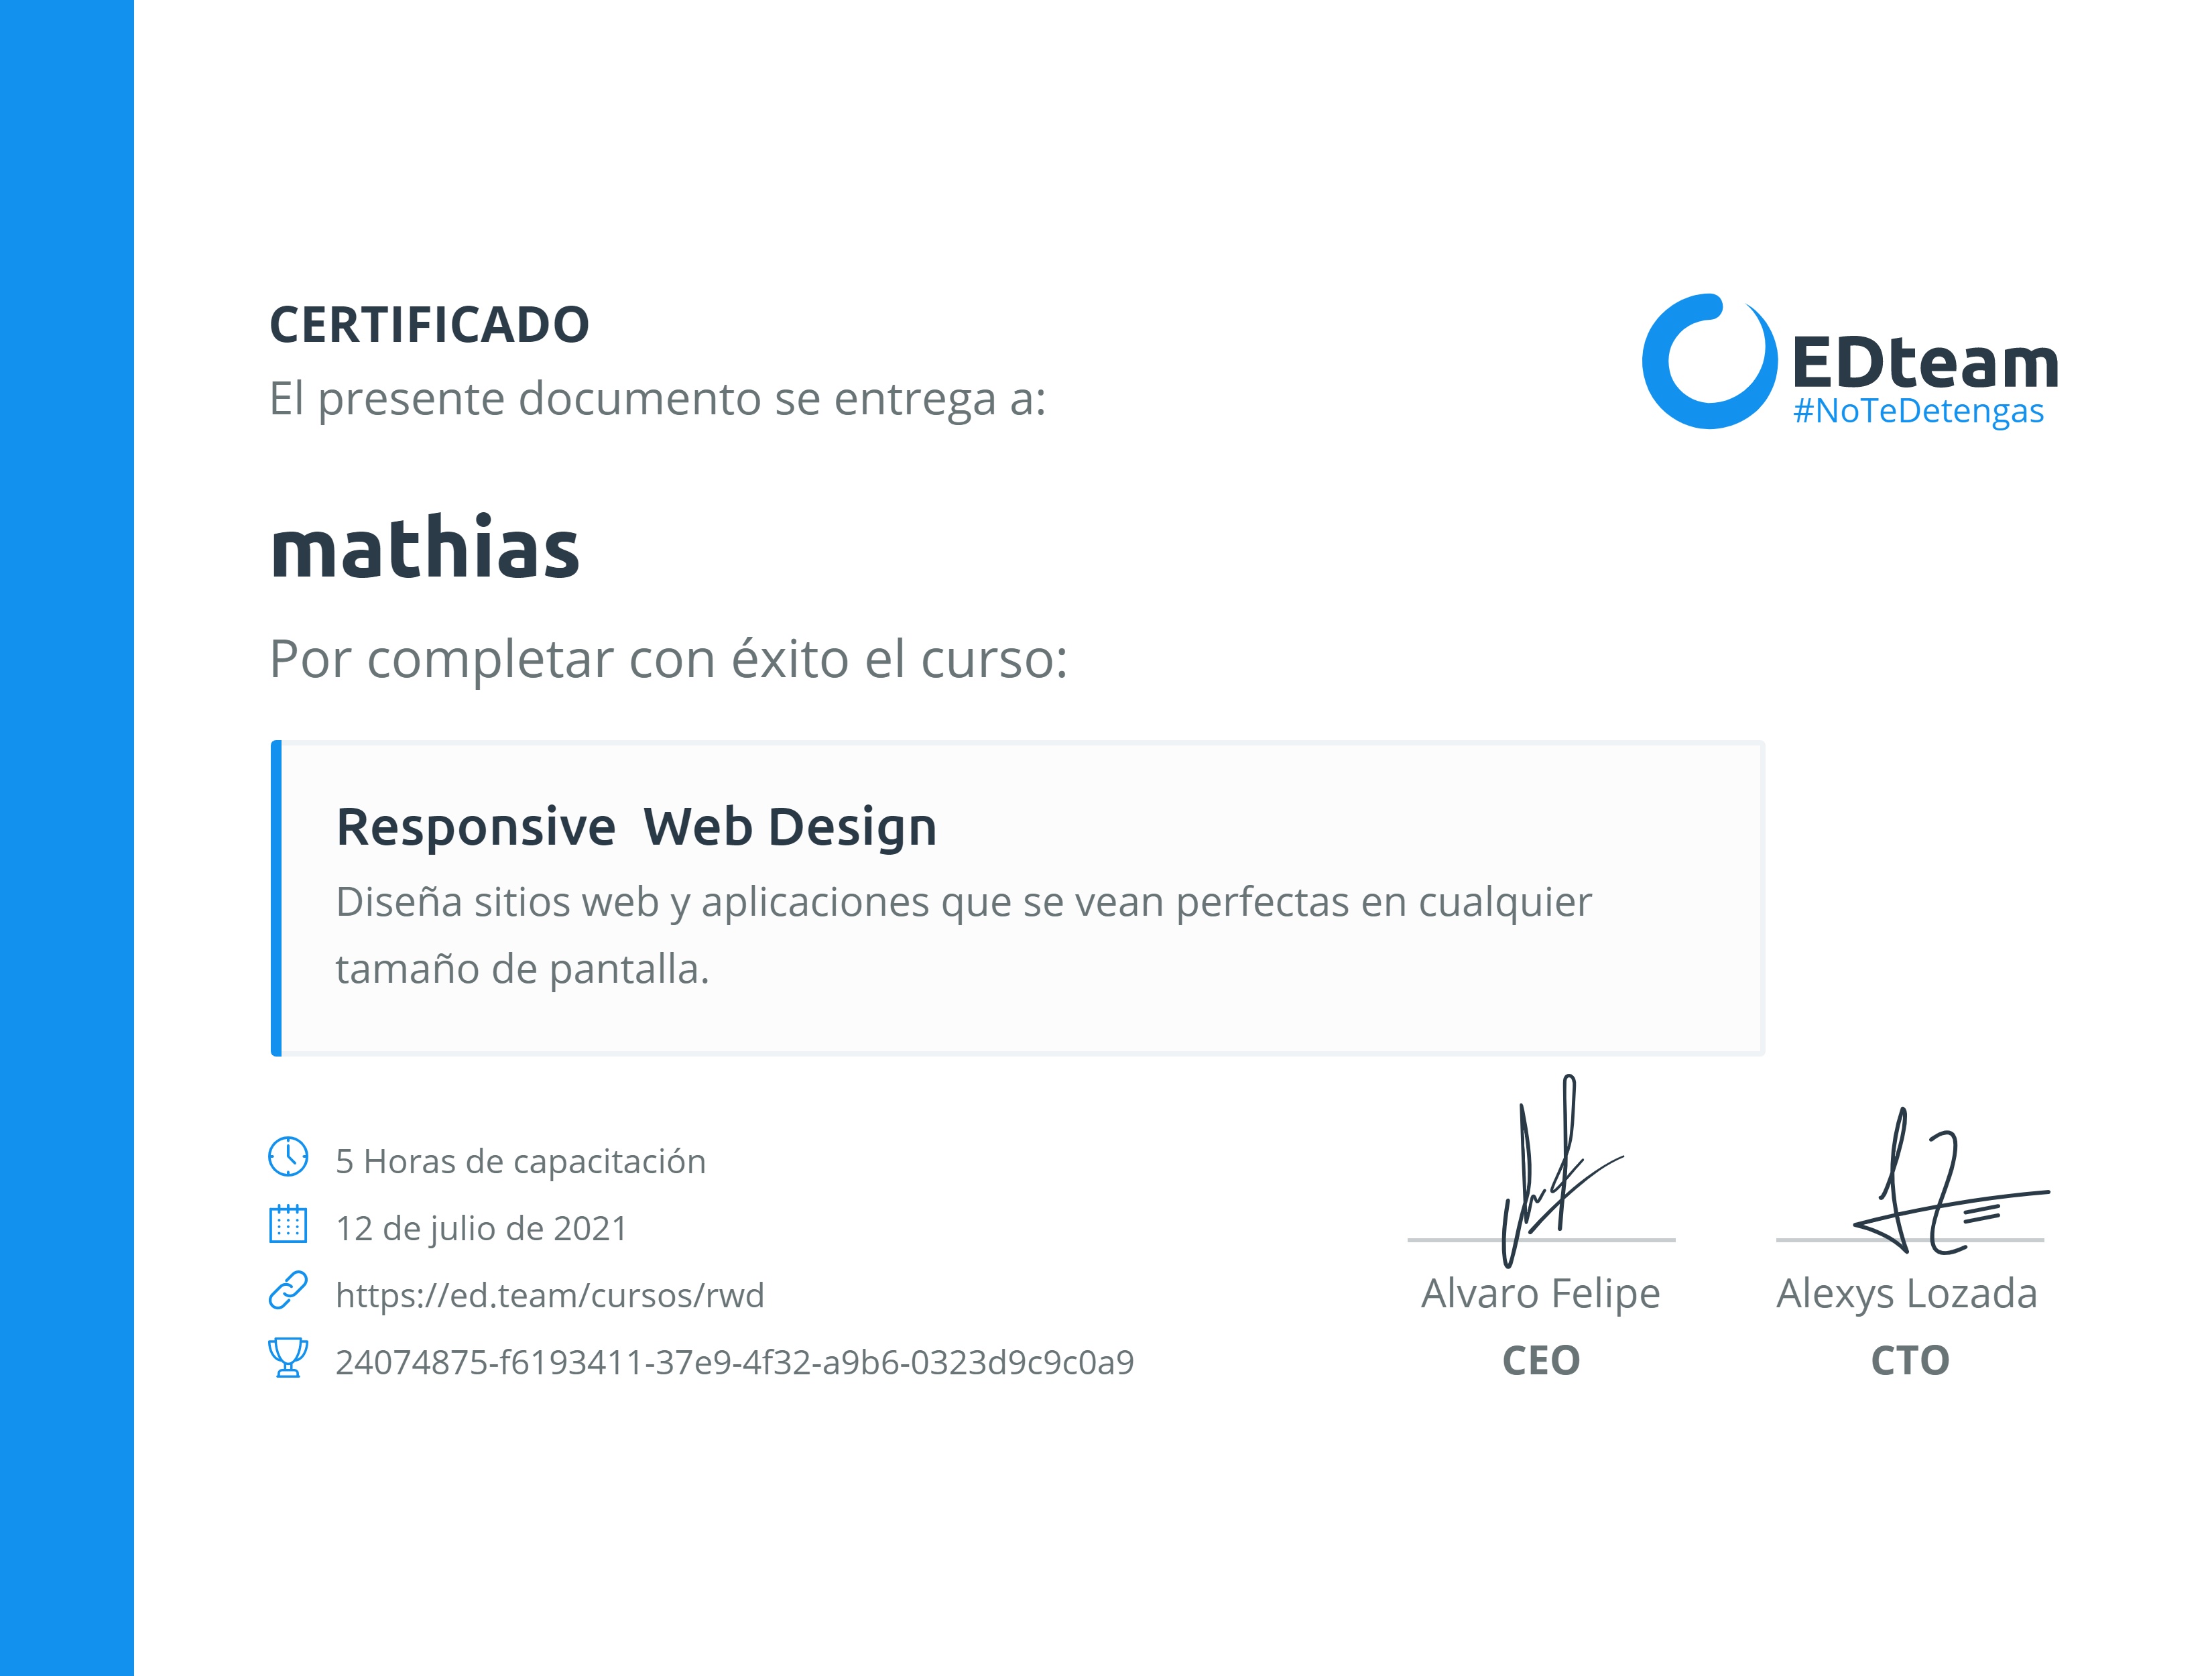 CERTIFICADO
El presente documento se entrega a:
EDteam
#NoTeDetengas
mathias
Por completar con éxito el curso:
Responsive  Web Design
Diseña sitios web y aplicaciones que se vean perfectas en cualquier
tamaño de pantalla.
5 Horas de capacitación
12 de julio de 2021
https://ed.team/cursos/rwd
24074875-f6193411-37e9-4f32-a9b6-0323d9c9c0a9
Alvaro Felipe
CEO
Alexys Lozada
CTO